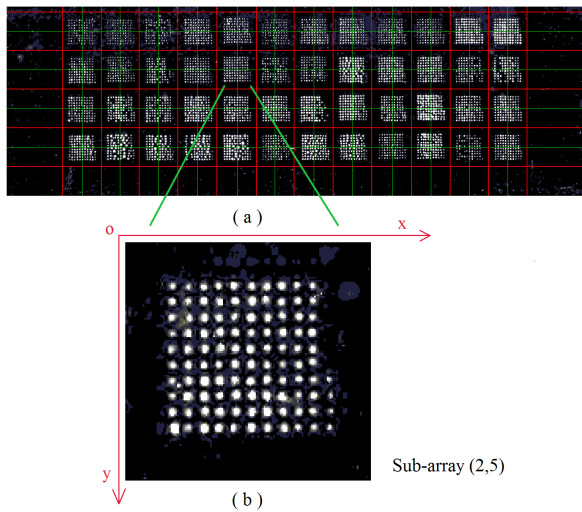 ( a )
o
x
Sub-array (2,5)
y
( b )